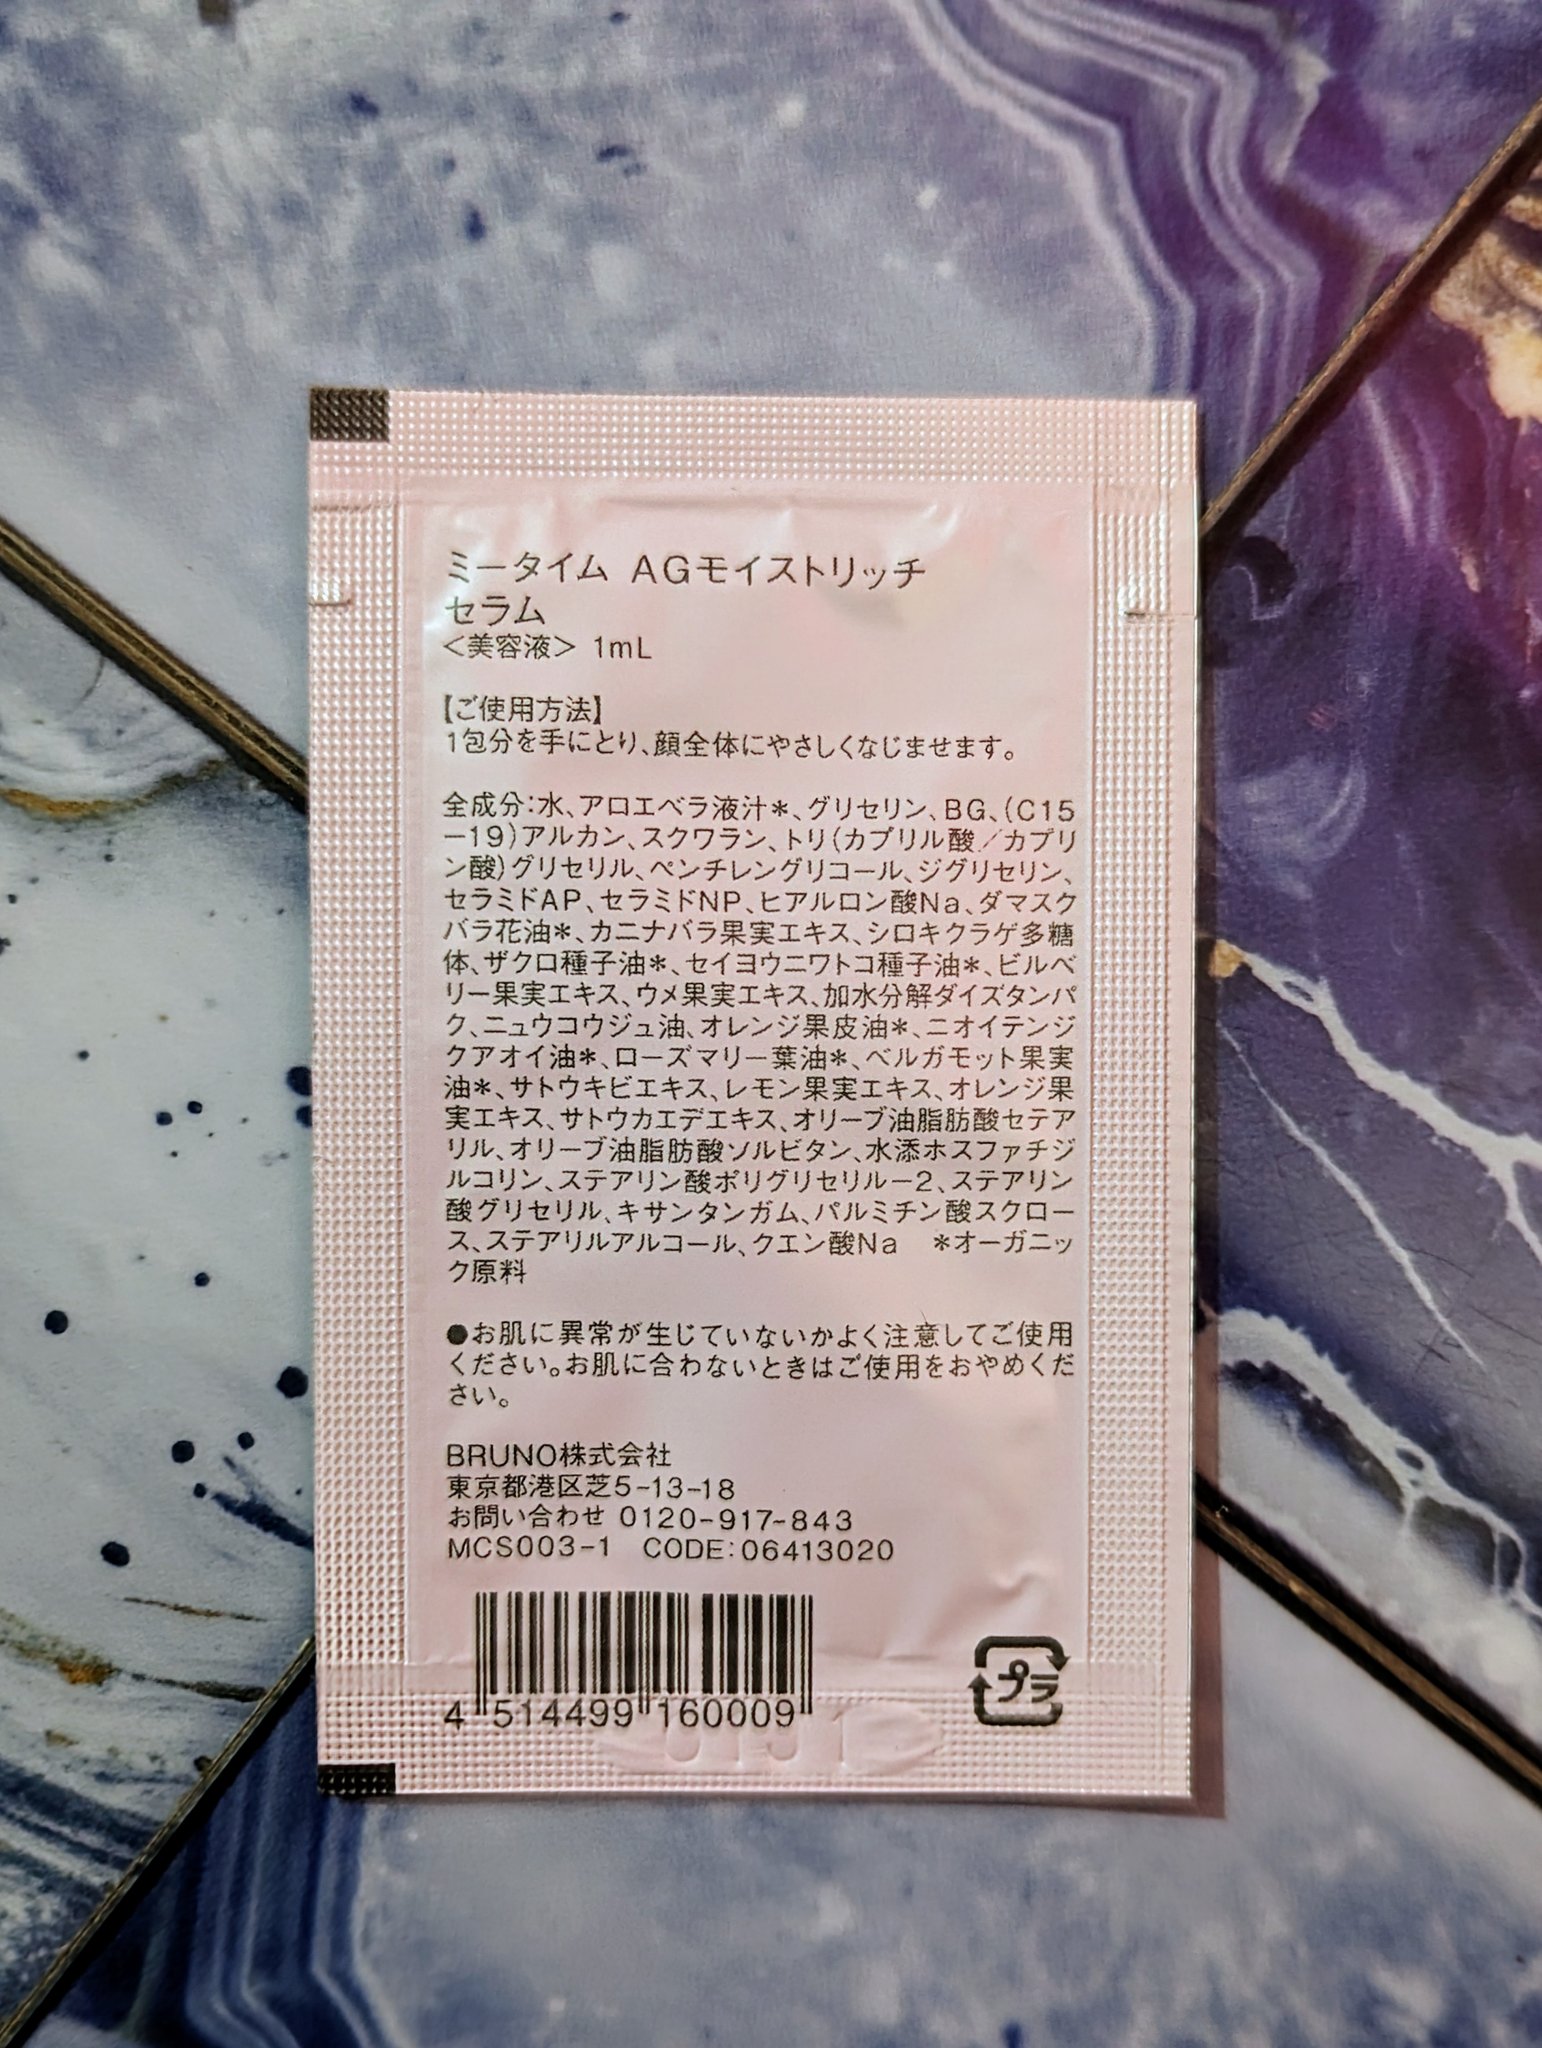 ミータイム AGモイストリッチ
セラム
＜美容液＞ 1mL
【ご使用方法】
1包分を手にとり、顔全体にやさしくなじませます。
全成分：水、アロエベラ液汁＊、グリセリン、BG、(C15
−19)アルカン、スクワラン、トリ(カプリル酸／カプリ
ン酸)グリセリル、ペンチレングリコール、ジグリセリン、
セラミドAP、セラミドNP、ヒアルロン酸Na、ダマスク
バラ花油＊、カニナバラ果実エキス、シロキクラゲ多糖
体、ザクロ種子油＊、セイヨウニワトコ種子油＊、ビルベ
リー果実エキス、ウメ果実エキス、加水分解ダイズタンパ
ク、ニュウコウジュ油、オレンジ果皮油＊、ニオイテンジ
クアオイ油＊、ローズマリー葉油＊、ベルガモット果実
油＊、サトウキビエキス、レモン果実エキス、オレンジ果
実エキス、サトウカエデエキス、オリーブ油脂肪酸セテア
リル、オリーブ油脂肪酸ソルビタン、水添ホスファチジ
ルコリン、ステアリン酸ポリグリセリル−2、ステアリン
酸グリセリル、キサンタンガム、パルミチン酸スクロー
ス、ステアリルアルコール、クエン酸Na　＊オーガニッ
ク原料
●お肌に異常が生じていないかよく注意してご使用
ください。お肌に合わないときはご使用をおやめくだ
さい。
BRUNO株式会社
東京都港区芝5-13-18
お問い合わせ 0120-917-843
MCS003-1　CODE：06413020
4 514499 160009
プラ